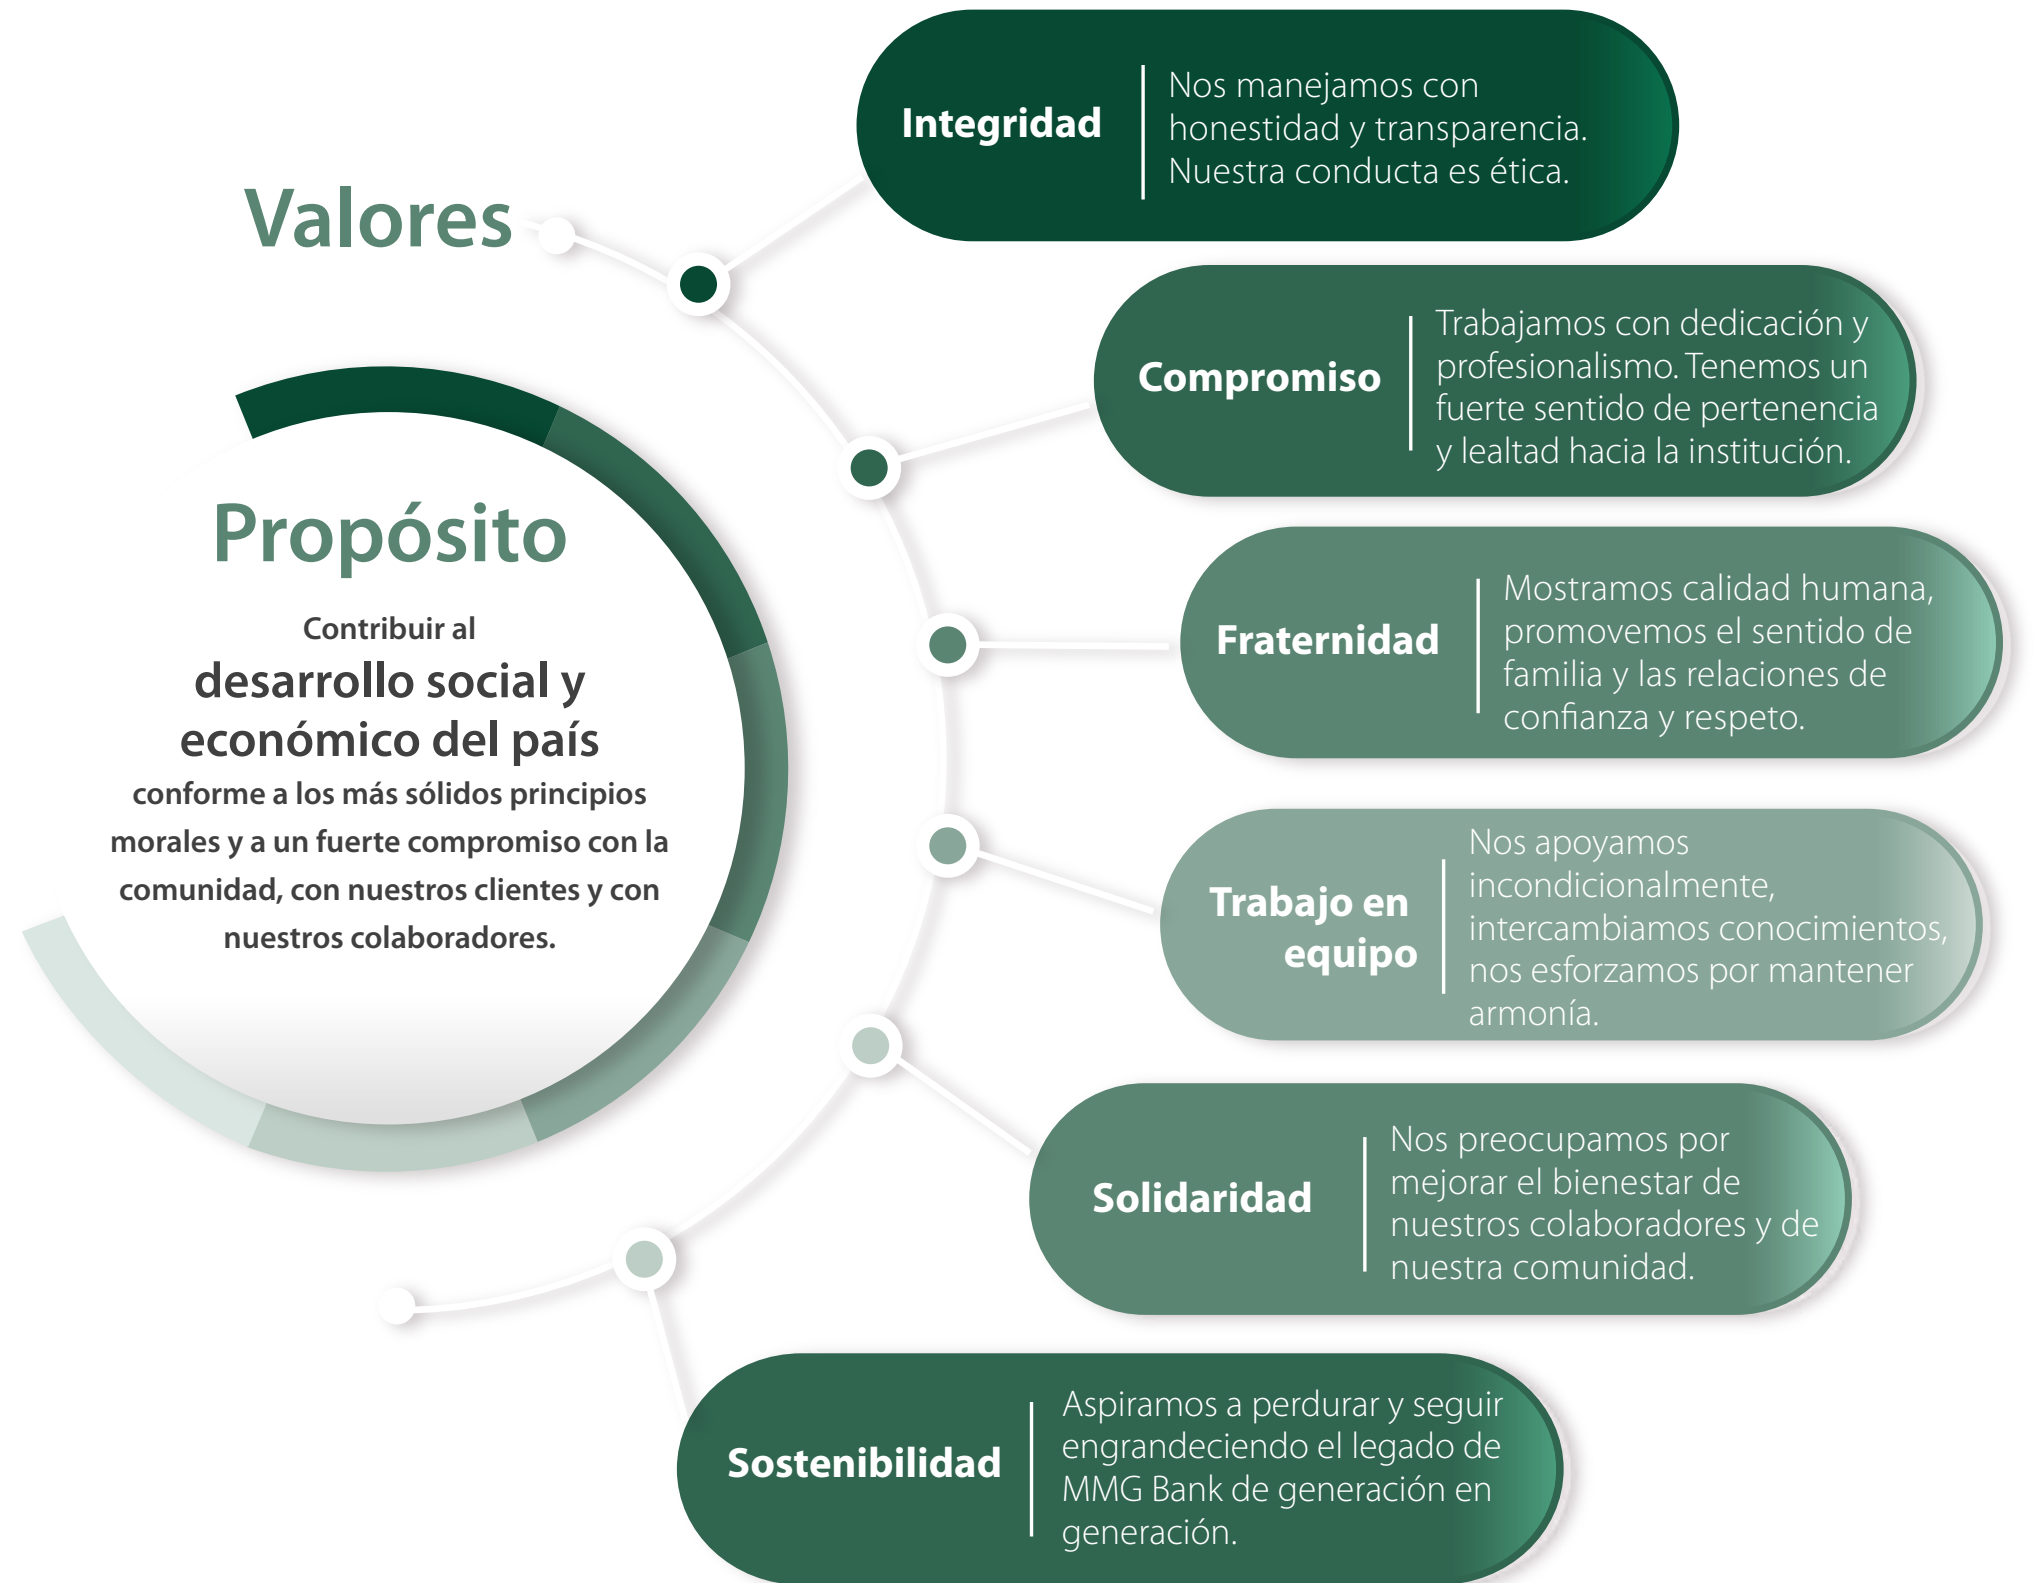 Valores
Propósito
Contribuir al
desarrollo social y
económico del país
conforme a los más sólidos principios
morales y a un fuerte compromiso con la
comunidad, con nuestros clientes y con
nuestros colaboradores.
Integridad
Nos manejamos con
honestidad y transparencia.
Nuestra conducta es ética.
Compromiso
Trabajamos con dedicación y
profesionalismo. Tenemos un
fuerte sentido de pertenencia
y lealtad hacia la institución.
Fraternidad
Mostramos calidad humana,
promovemos el sentido de
familia y las relaciones de
confianza y respeto.
Trabajo en
equipo
Nos apoyamos
incondicionalmente,
intercambiamos conocimientos,
nos esforzamos por mantener
armonía.
Solidaridad
Nos preocupamos por
mejorar el bienestar de
nuestros colaboradores y de
nuestra comunidad.
Sostenibilidad
Aspiramos a perdurar y seguir
engrandeciendo el legado de
MMG Bank de generación en
generación.